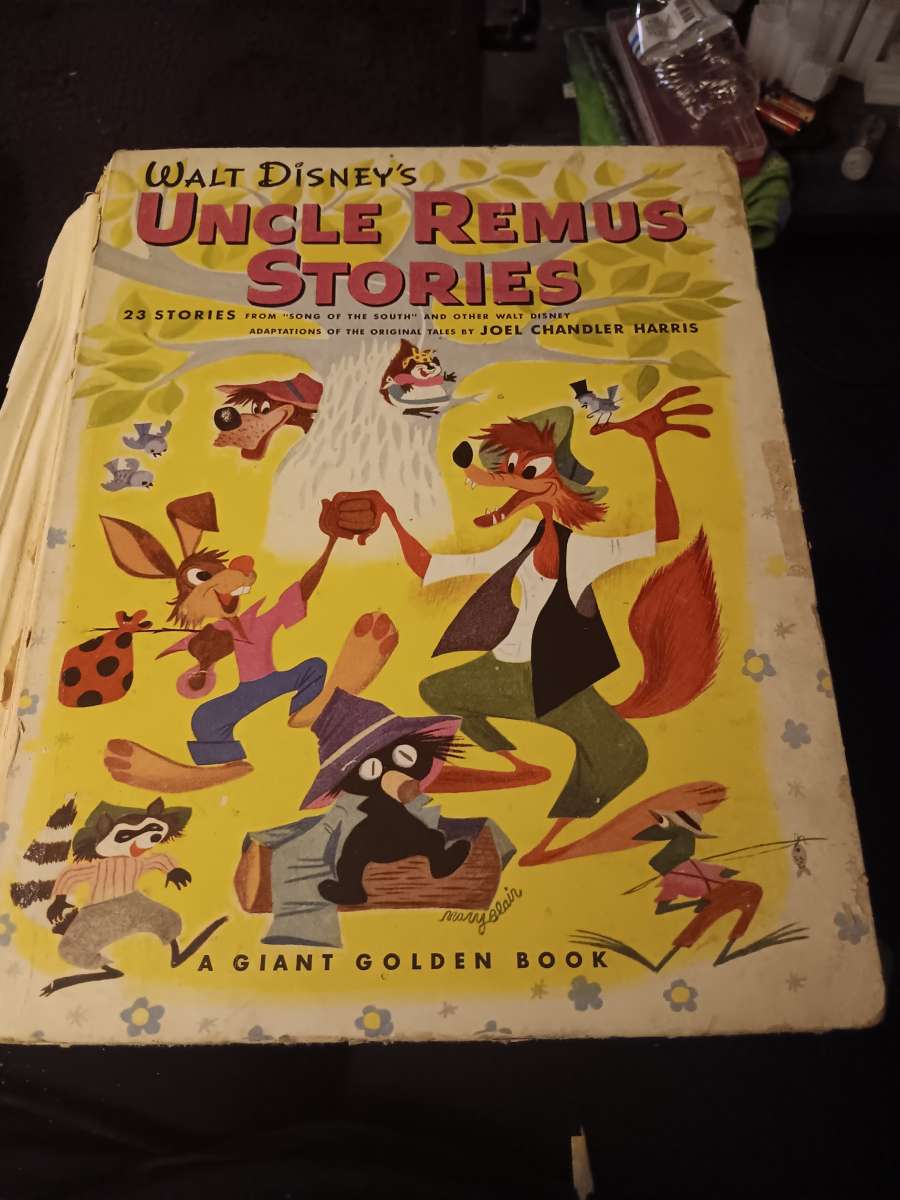 WALT DISNEY'S
UNCLE REMUS
STORIES
23 STORIES FROM "SONG OF THE SOUTH" AND OTHER WALT DISNEY
ADAPTATIONS OF THE ORIGINAL TALES BY JOEL CHANDLER HARRIS
mary blair
A GIANT GOLDEN BOOK